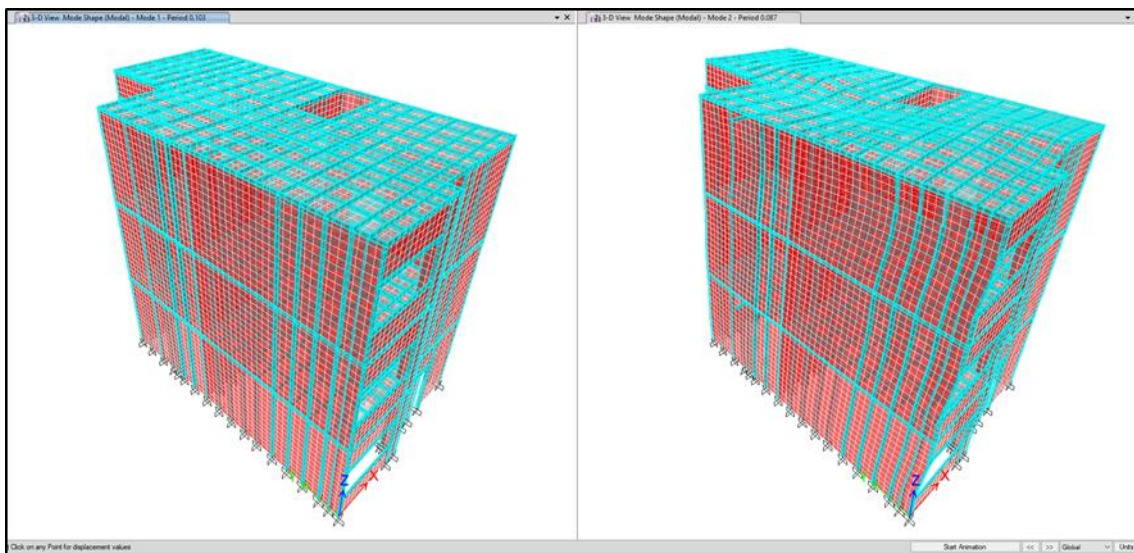 3-D View Mode Shape (Modal) - Mode 1 - Period 0.103
3-D View Mode Shape (Modal) - Mode 2 - Period 0.087
Z X
Z X
Click on any Point for displacement values
Start Animation << >> Global Units